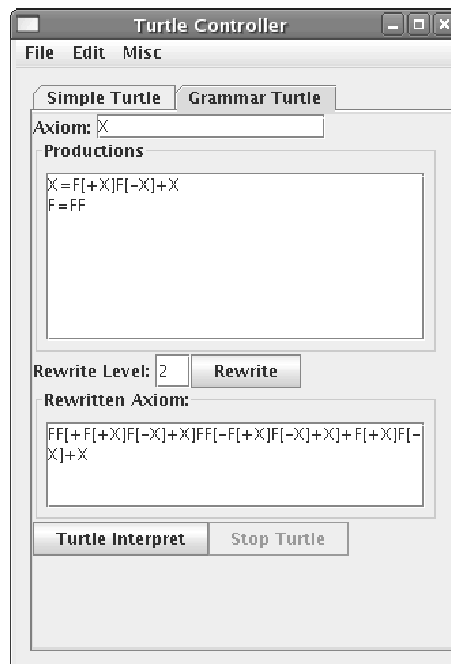 Turtle Controller
File Edit Misc
Simple Turtle Grammar Turtle
Axiom: X
Productions
X=F[+X]F[-X]+X
F=FF
Rewrite Level: 2 Rewrite
Rewritten Axiom:
FF[+F[+X]F[-X]+X]FF[-F[+X]F[-X]+X]+F[+X]F[-
X]+X
Turtle Interpret Stop Turtle